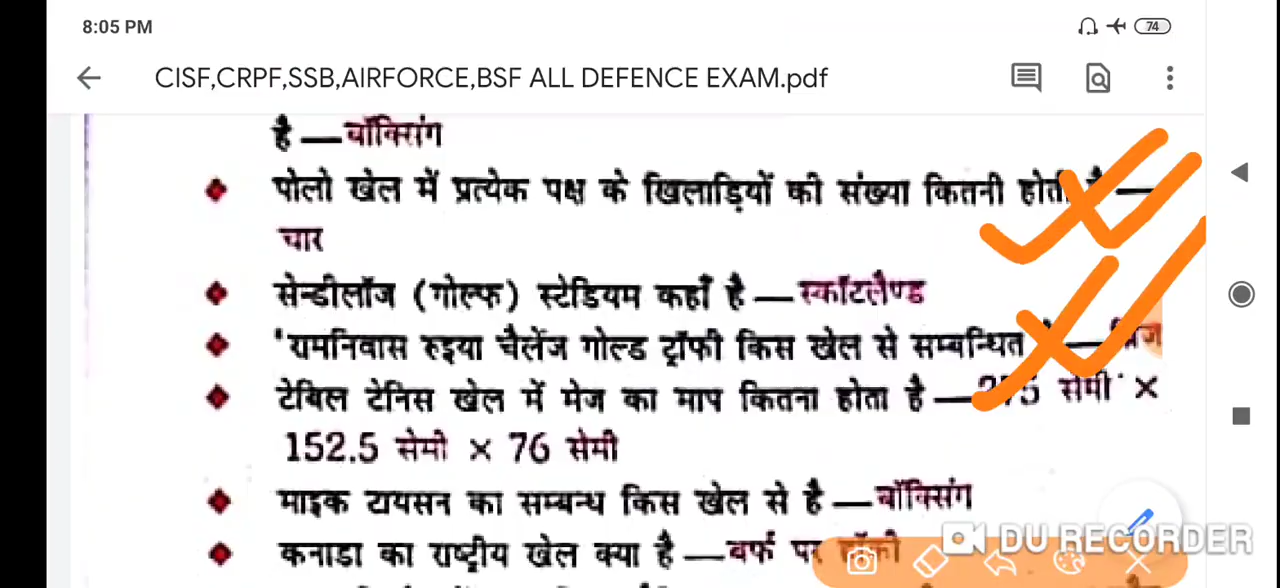 8:05 PM
74
CISF,CRPF,SSB,AIRFORCE,BSF ALL DEFENCE EXAM.pdf
है —बॉक्सिंग
पोलो खेल में प्रत्येक पक्ष के खिलाड़ियों की संख्या कितनी होती है —
चार
सेन्डीलॉज (गोल्फ) स्टेडियम कहाँ है —स्कॉटलैण्ड
'रामनिवास रुइया चैलेंज गोल्ड ट्रॉफी किस खेल से सम्बन्धित
टेबिल टेनिस खेल में मेज का माप कितना होता है — सेमी ×
152.5 सेमी × 76 सेमी
माइक टायसन का सम्बन्ध किस खेल से है —बॉक्सिंग
कनाडा का राष्ट्रीय खेल क्या है —बर्फ पर हॉकी
DU RECORDER